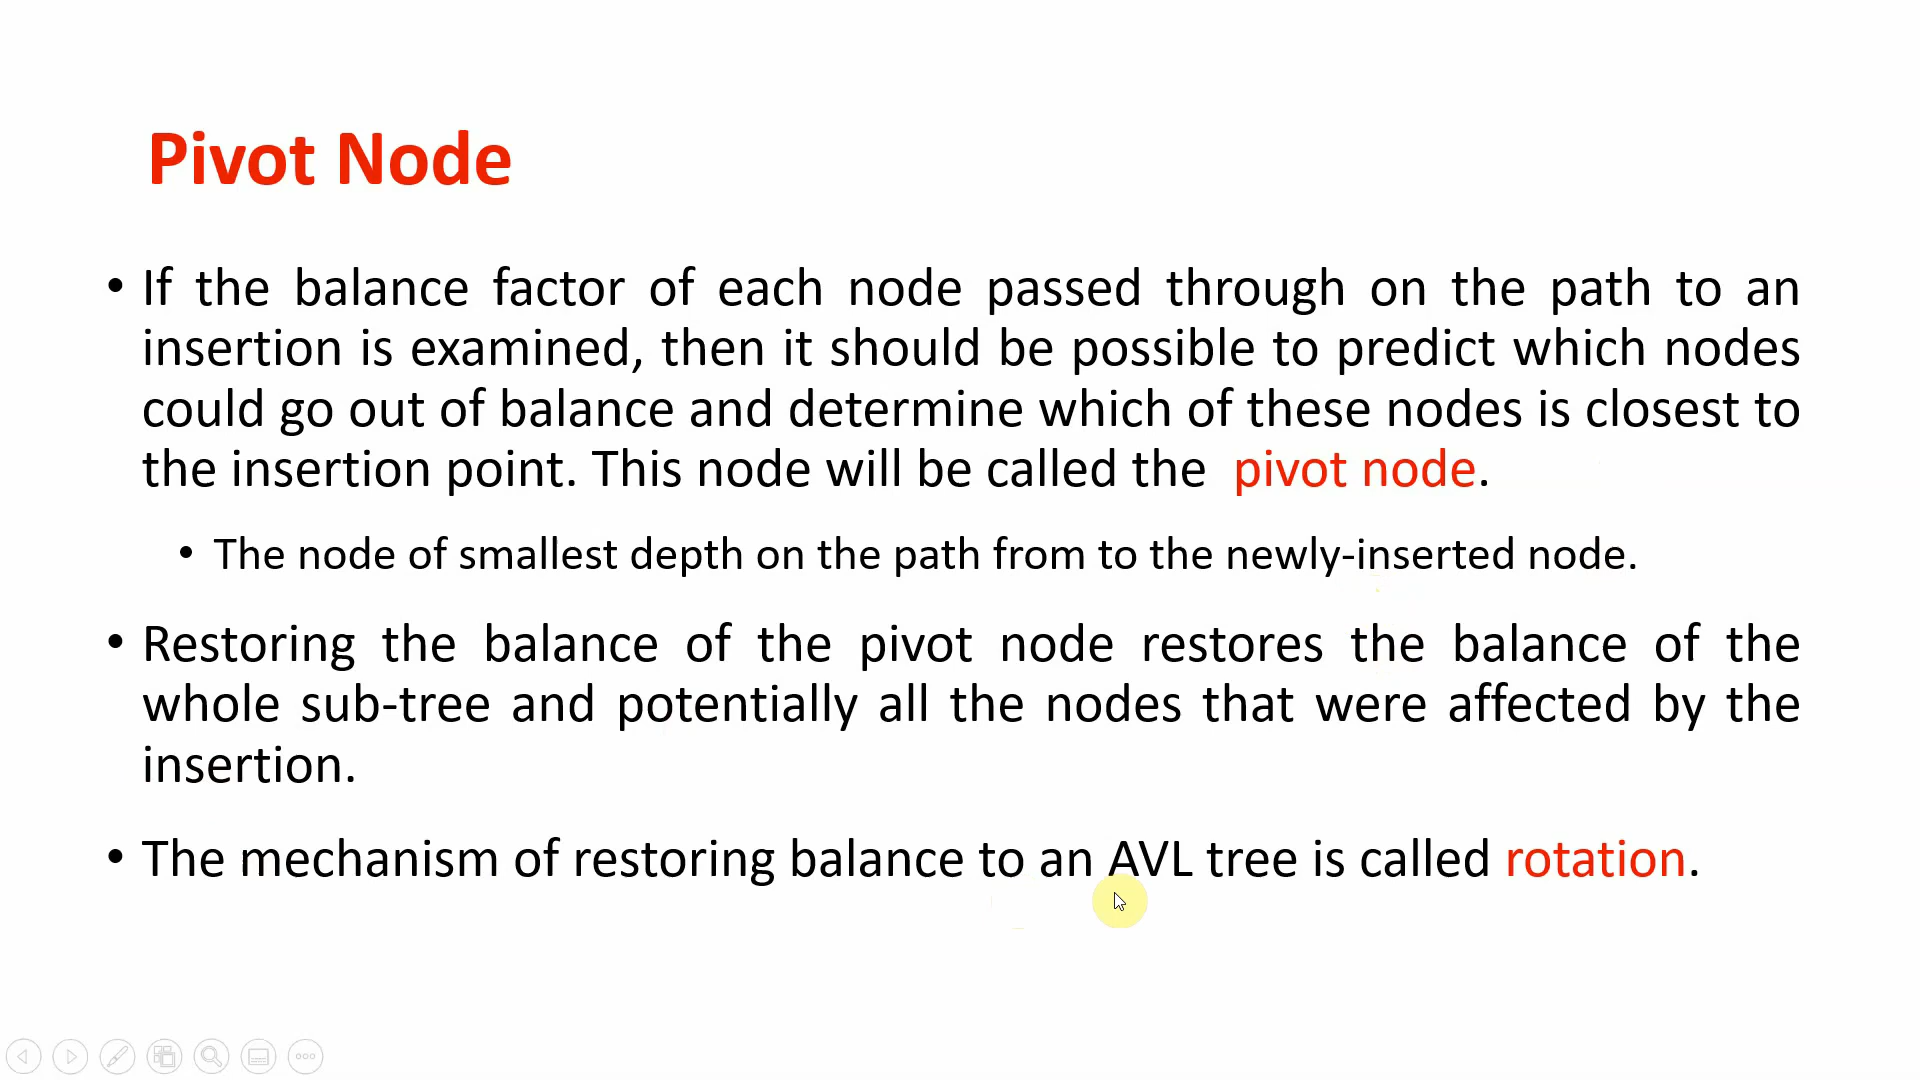 Pivot Node
• If the balance factor of each node passed through on the path to an
insertion is examined, then it should be possible to predict which nodes
could go out of balance and determine which of these nodes is closest to
the insertion point. This node will be called the pivot node.
• The node of smallest depth on the path from to the newly-inserted node.
• Restoring the balance of the pivot node restores the balance of the
whole sub-tree and potentially all the nodes that were affected by the
insertion.
• The mechanism of restoring balance to an AVL tree is called rotation.